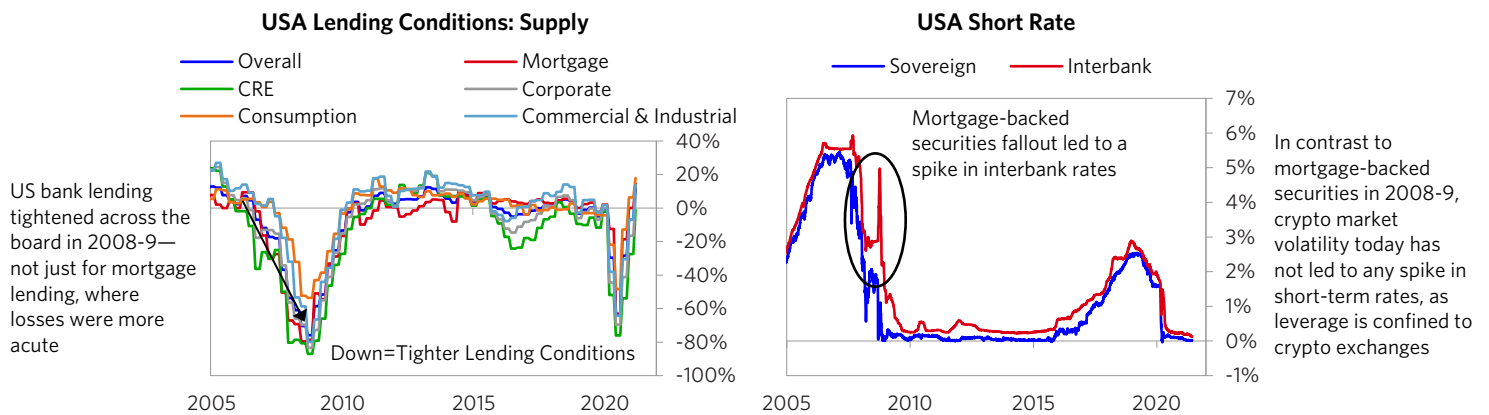 USA Lending Conditions: Supply
Overall
Mortgage
CRE
Corporate
Consumption
Commercial & Industrial
US bank lending
tightened across the
board in 2008-9—
not just for mortgage
lending, where
losses were more
acute
40%
20%
0%
-20%
-40%
-60%
-80%
-100%
Down=Tighter Lending Conditions
2005
2010
2015
2020
USA Short Rate
Sovereign
Interbank
Mortgage-backed
securities fallout led to a
spike in interbank rates
7%
6%
5%
4%
3%
2%
1%
0%
-1%
2005
2010
2015
2020
In contrast to
mortgage-backed
securities in 2008-9,
crypto market
volatility today has
not led to any spike in
short-term rates, as
leverage is confined to
crypto exchanges